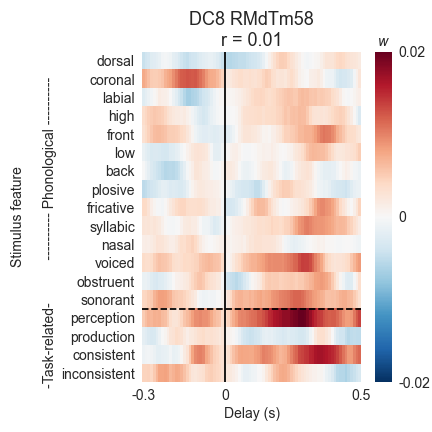 DC8 RMdTm58
r = 0.01
w
dorsal
coronal
labial
high
front
low
back
plosive
fricative
syllabic
nasal
voiced
obstruent
sonorant
perception
production
consistent
inconsistent
Stimulus feature
-Task-related- ---------- Phonological ----------
0.02
0
-0.02
-0.3 0 0.5
Delay (s)